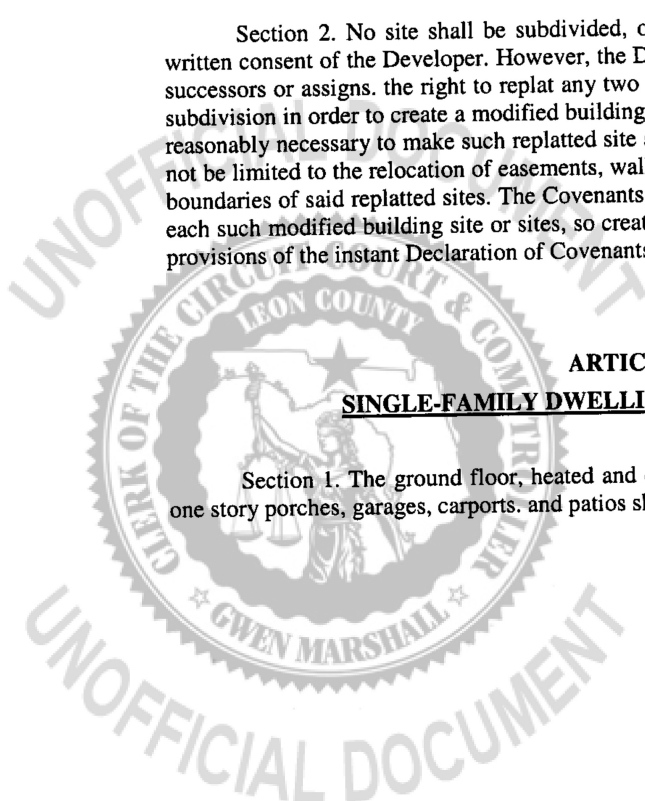 Section 2. No site shall be subdivided, o
written consent of the Developer. However, the D
successors or assigns. the right to replat any two
subdivision in order to create a modified building
reasonably necessary to make such replatted site
not be limited to the relocation of easements, wal
boundaries of said replatted sites. The Covenants
each such modified building site or sites, so creat
provisions of the instant Declaration of Covenants
ARTIC
SINGLE-FAMILY DWELLI
Section 1. The ground floor, heated and
one story porches, garages, carports. and patios sl
UNOFFICIAL DOCUMENT
CLERK OF THE CIRCUIT COURT & COMPTROLLER
LEON COUNTY
GWEN MARSHALL
UNOFFICIAL DOCUMENT